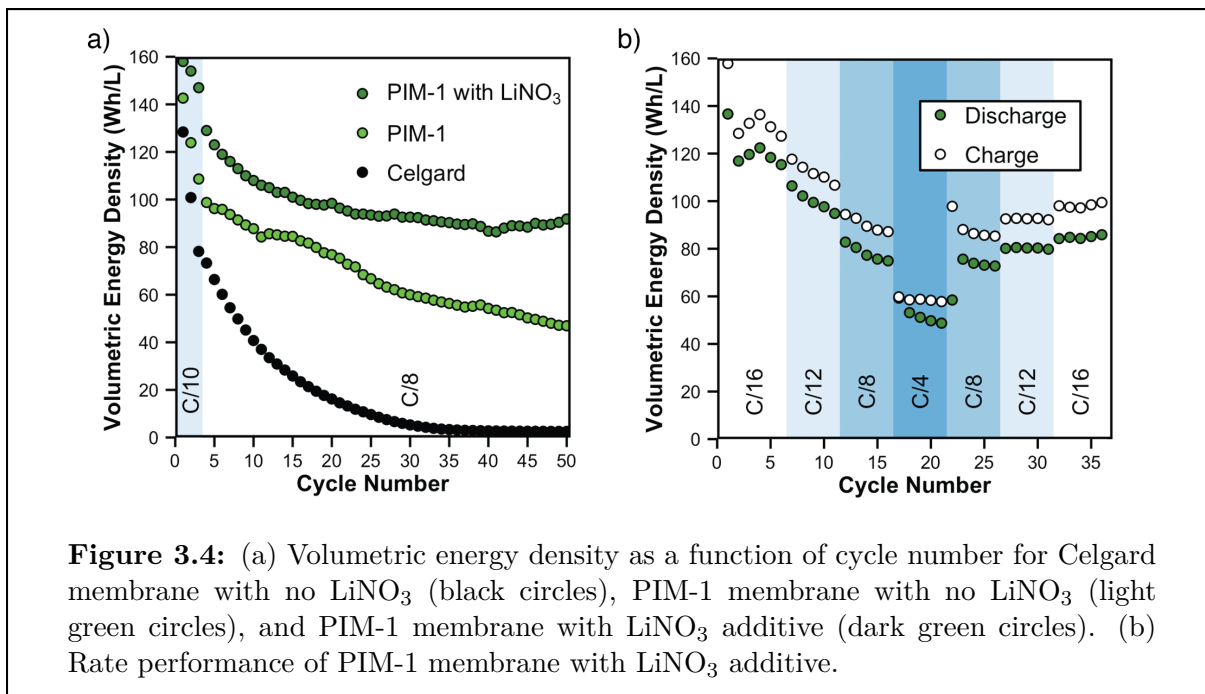 a)
Volumetric Energy Density (Wh/L)
160
140
120
100
80
60
40
20
0
PIM-1 with LiNO₃
PIM-1
Celgard
C/10
C/8
0 5 10 15 20 25 30 35 40 45 50
Cycle Number
b)
Volumetric Energy Density (Wh/L)
160
140
120
100
80
60
40
20
0
Discharge
Charge
C/16 C/12 C/8 C/4 C/8 C/12 C/16
0 5 10 15 20 25 30 35
Cycle Number
Figure 3.4: (a) Volumetric energy density as a function of cycle number for Celgard
membrane with no LiNO₃ (black circles), PIM-1 membrane with no LiNO₃ (light
green circles), and PIM-1 membrane with LiNO₃ additive (dark green circles). (b)
Rate performance of PIM-1 membrane with LiNO₃ additive.